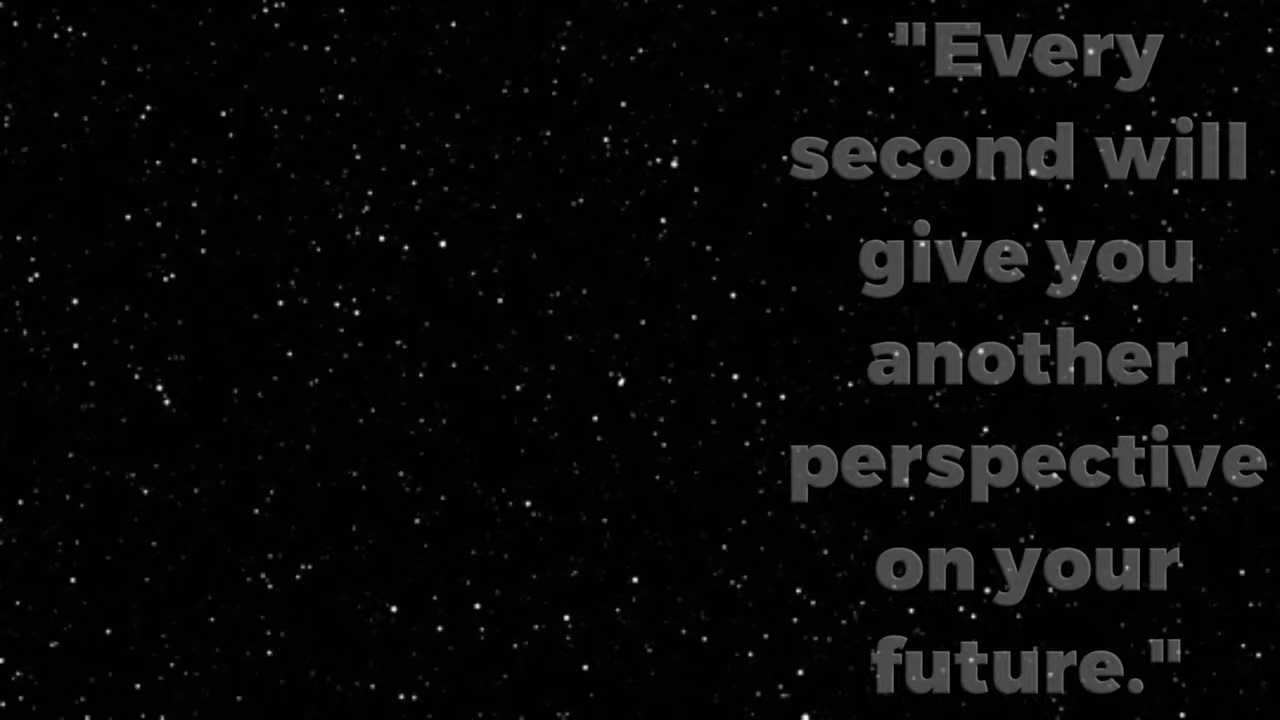 "Every
second will
give you
another
perspective
on your
future."